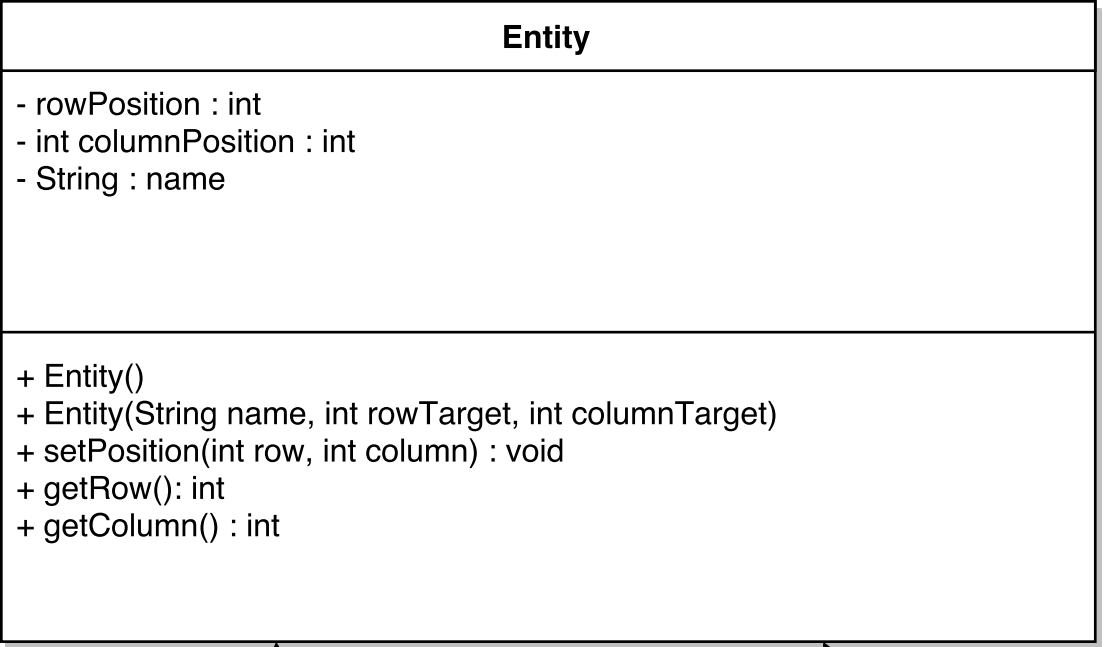 Entity
- rowPosition : int
- int columnPosition : int
- String : name
+ Entity()
+ Entity(String name, int rowTarget, int columnTarget)
+ setPosition(int row, int column) : void
+ getRow(): int
+ getColumn() : int